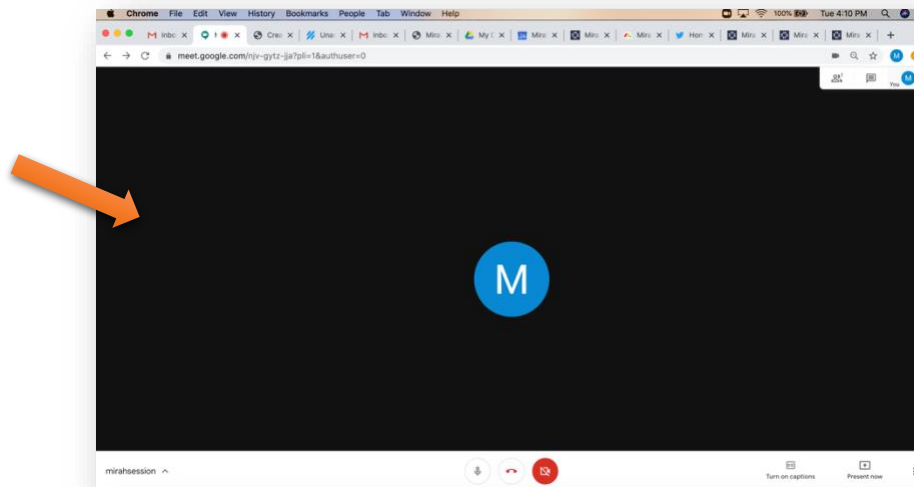 Chrome File Edit View History Bookmarks People Tab Window Help 100% Tue 4:10 PM
Inbo Crea Una Inbo Mira My D Mira Mira Mira Hom Mira Mira Mira
meet.google.com/njv-gytz-jja?pli=1&authuser=0 M
You M
M
mirahsession
Turn on captions Present now